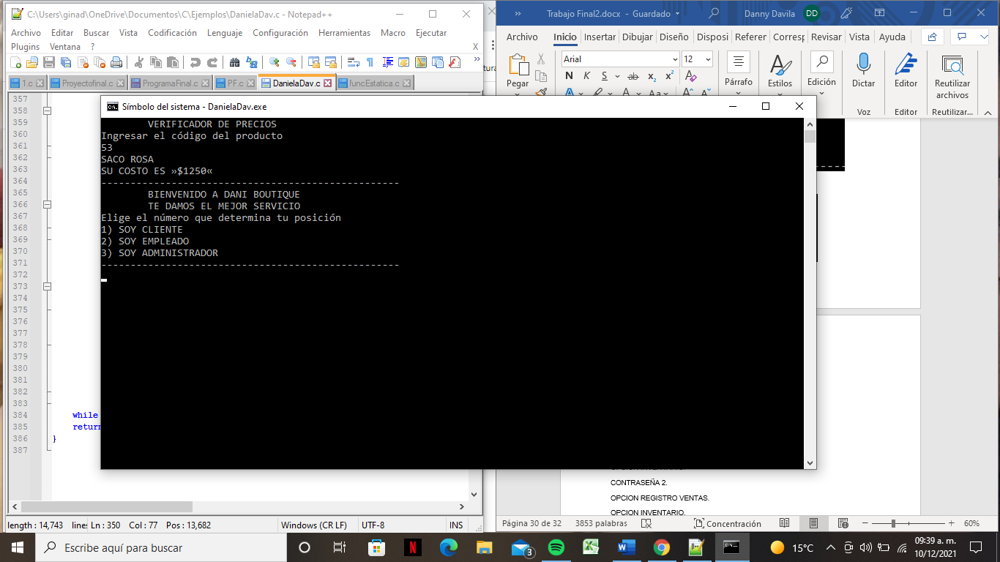 C:\Users\ginad\OneDrive\Documentos\C\Ejemplos\DanielaDav.c - Notepad++
Archivo Editar Buscar Vista Codificación Lenguaje Configuración Herramientas Macro Ejecutar
Plugins Ventana ? X
1.c Proyectofinal.c ProgramaFinal.c PF.c DanielaDav.c funcEstatica.c
357
358
359
360
361
362
363
364
365
366
367
368
369
370
371
372
373
374
375
376
377
378
379
380
381
382
383
384 while
385 return
386 }
387
length : 14,743 lines Ln : 350 Col : 77 Pos : 13,682 Windows (CR LF) UTF-8 INS
Trabajo Final2.docx - Guardado Danny Davila DD
Archivo Inicio Insertar Dibujar Diseño Disposi Referer Corresp Revisar Vista Ayuda
Pegar
Arial 12
N K S ab x₂ x² A
A Aa A A
Párrafo Estilos Edición Dictar Editor Reutilizar archivos
Voz Editor Reutilizar...
Símbolo del sistema - DanielaDav.exe
VERIFICADOR DE PRECIOS
Ingresar el código del producto
53
SACO ROSA
SU COSTO ES »$1250«
---------------------------------------------------
BIENVENIDO A DANI BOUTIQUE
TE DAMOS EL MEJOR SERVICIO
Elige el número que determina tu posición
1) SOY CLIENTE
2) SOY EMPLEADO
3) SOY ADMINISTRADOR
---------------------------------------------------
CONTRASEÑA 2.
OPCION REGISTRO VENTAS.
OPCION INVENTARIO.
Página 30 de 32 3853 palabras Concentración 60%
Escribe aquí para buscar
3
15°C
09:39 a. m.
10/12/2021